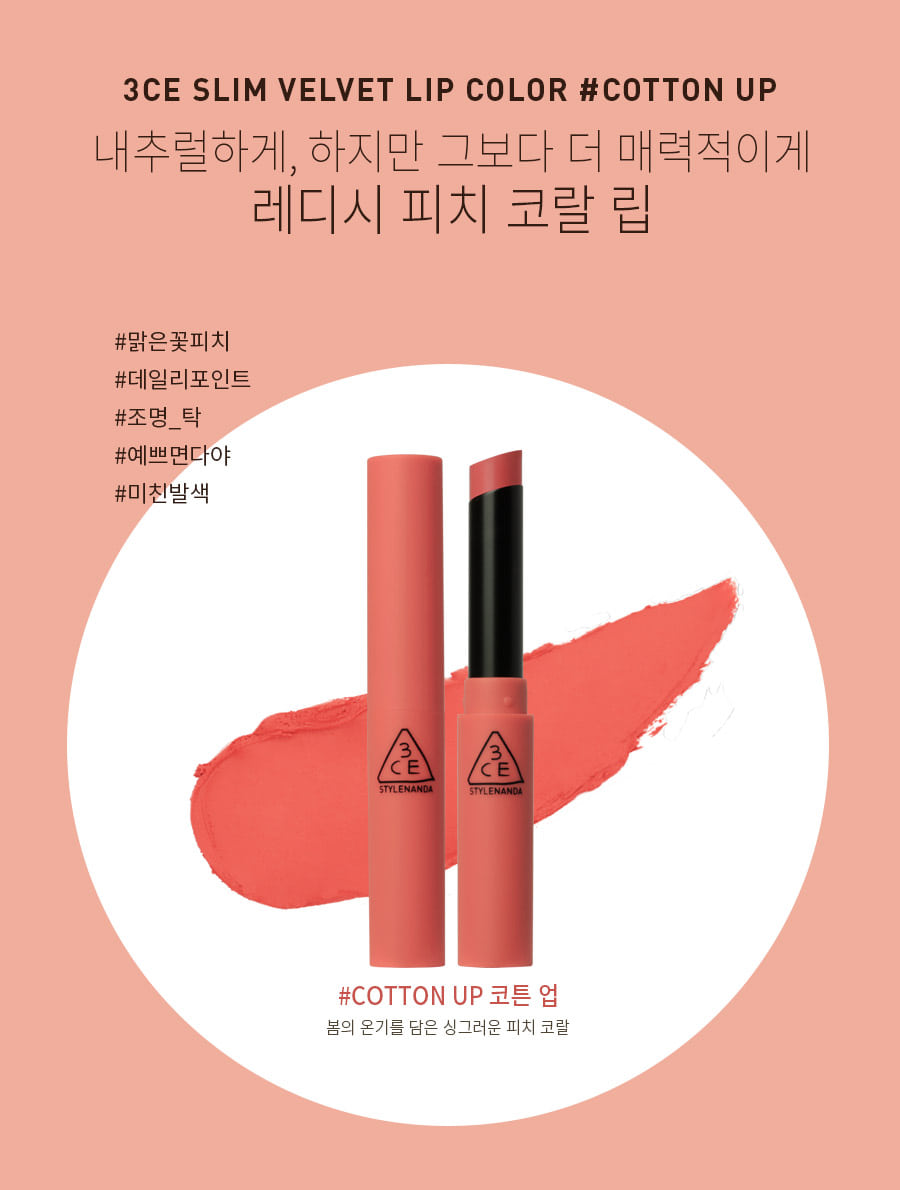 3CE SLIM VELVET LIP COLOR #COTTON UP
내추럴하게, 하지만 그보다 더 매력적이게
레디시 피치 코랄 립
#맑은꽃피치
#데일리포인트
#조명_탁
#예쁘면다야
#미친발색
3
CE
STYLENANDA
3
CE
STYLENANDA
#COTTON UP 코튼 업
봄의 온기를 담은 싱그러운 피치 코랄